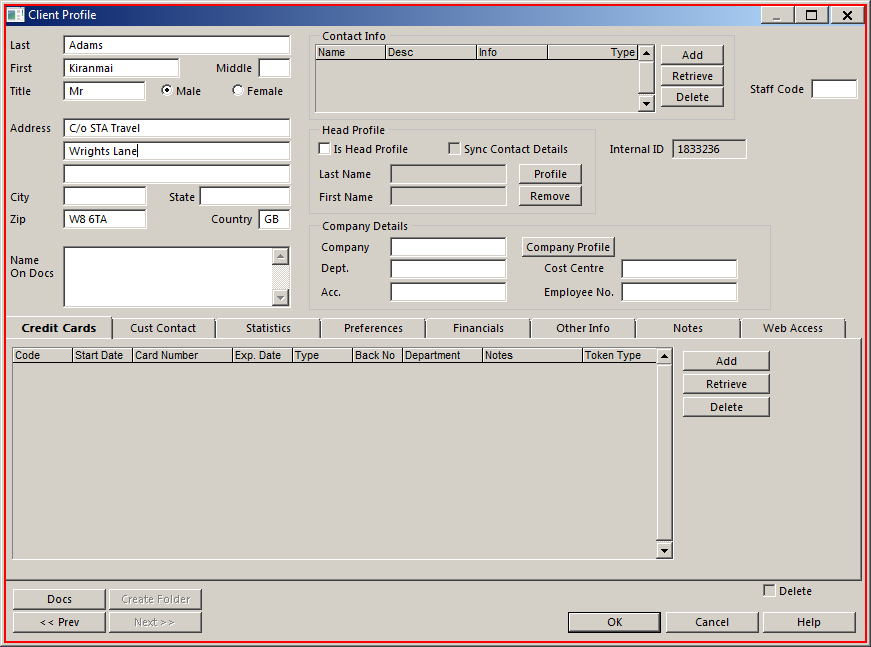 Client Profile
Last Adams
First Kiranmai Middle
Title Mr Male Female
Address C/o STA Travel
Wrights Lane
City State
Zip W8 6TA Country GB
Name
On Docs
Contact Info
Name Desc Info Type
Add
Retrieve
Delete
Staff Code
Head Profile
Is Head Profile Sync Contact Details
Last Name Profile
First Name Remove
Internal ID 1833236
Company Details
Company Company Profile
Dept. Cost Centre
Acc. Employee No.
Credit Cards Cust Contact Statistics Preferences Financials Other Info Notes Web Access
Code Start Date Card Number Exp. Date Type Back No Department Notes Token Type
Add
Retrieve
Delete
Delete
Docs Create Folder
<< Prev Next >> OK Cancel Help